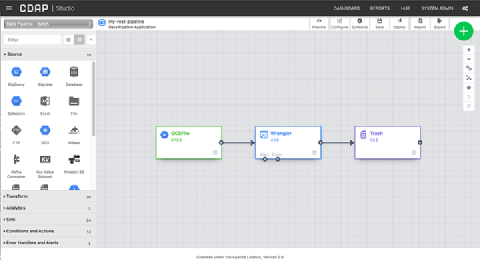 CDAP | Studio
DASHBOARD REPORTS HUB SYSTEM ADMIN
Data Pipeline - Batch
my-test-pipeline
Data Pipeline Application
Preview Configure Schedule Save Deploy Import Export
Filter
Source
BigQuery Bigtable Database
Datastore Excel File
FTP GCS HBase
Kafka Consumer Key Value Dataset Amazon S3
Transform
Analytics
Sink
Conditions and Actions
Error Handlers and Alerts
GCSFile
Wrangler
Alert Error
Trash
Licensed under the Apache License, Version 2.0